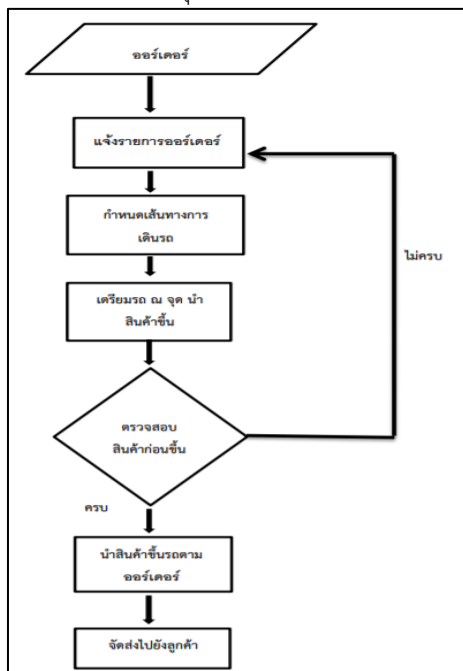 ออร์เดอร์
แจ้งรายการออร์เดอร์
กำหนดเส้นทางการ
เดินรถ
ไม่ครบ
เตรียมรถ ณ จุด นำ
สินค้าขึ้น
ตรวจสอบ
สินค้าก่อนขึ้น
ครบ
นำสินค้าขึ้นรถตาม
ออร์เดอร์
จัดส่งไปยังลูกค้า